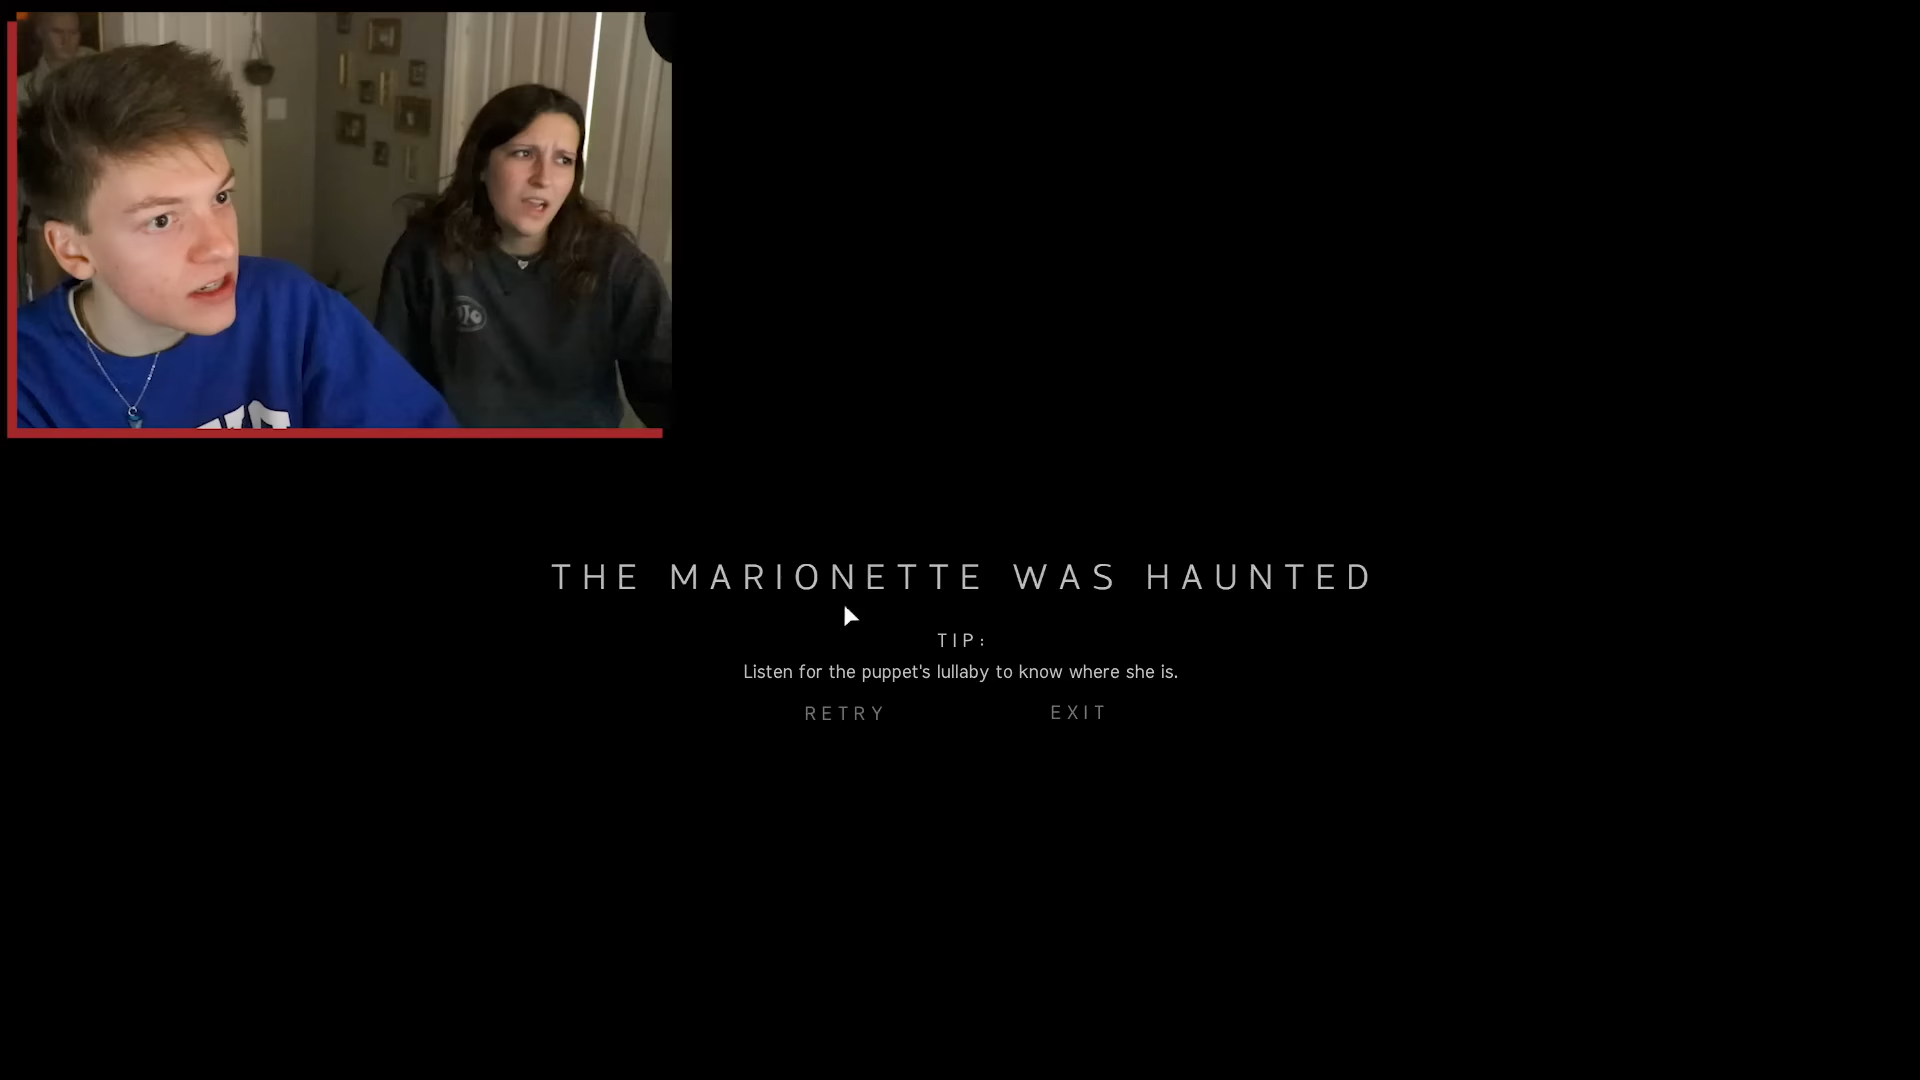 THE MARIONETTE WAS HAUNTED
TIP:
Listen for the puppet's lullaby to know where she is.
RETRY
EXIT